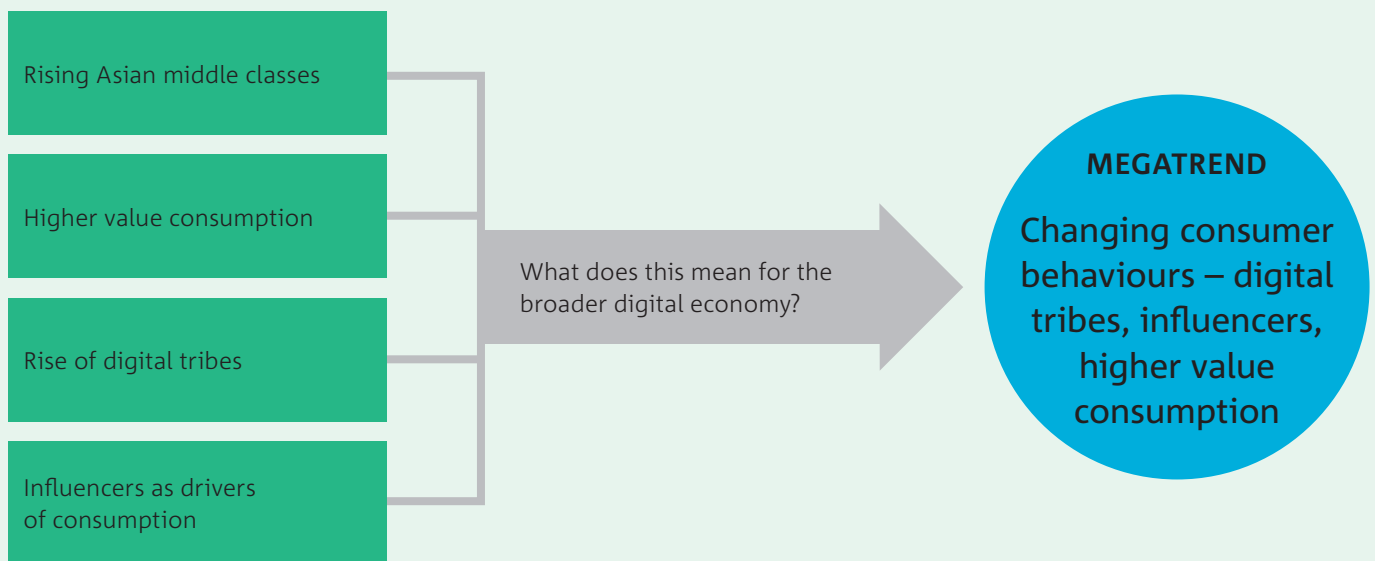 Rising Asian middle classes
Higher value consumption
Rise of digital tribes
Influencers as drivers
of consumption
What does this mean for the
broader digital economy?
MEGATREND
Changing consumer
behaviours – digital
tribes, influencers,
higher value
consumption